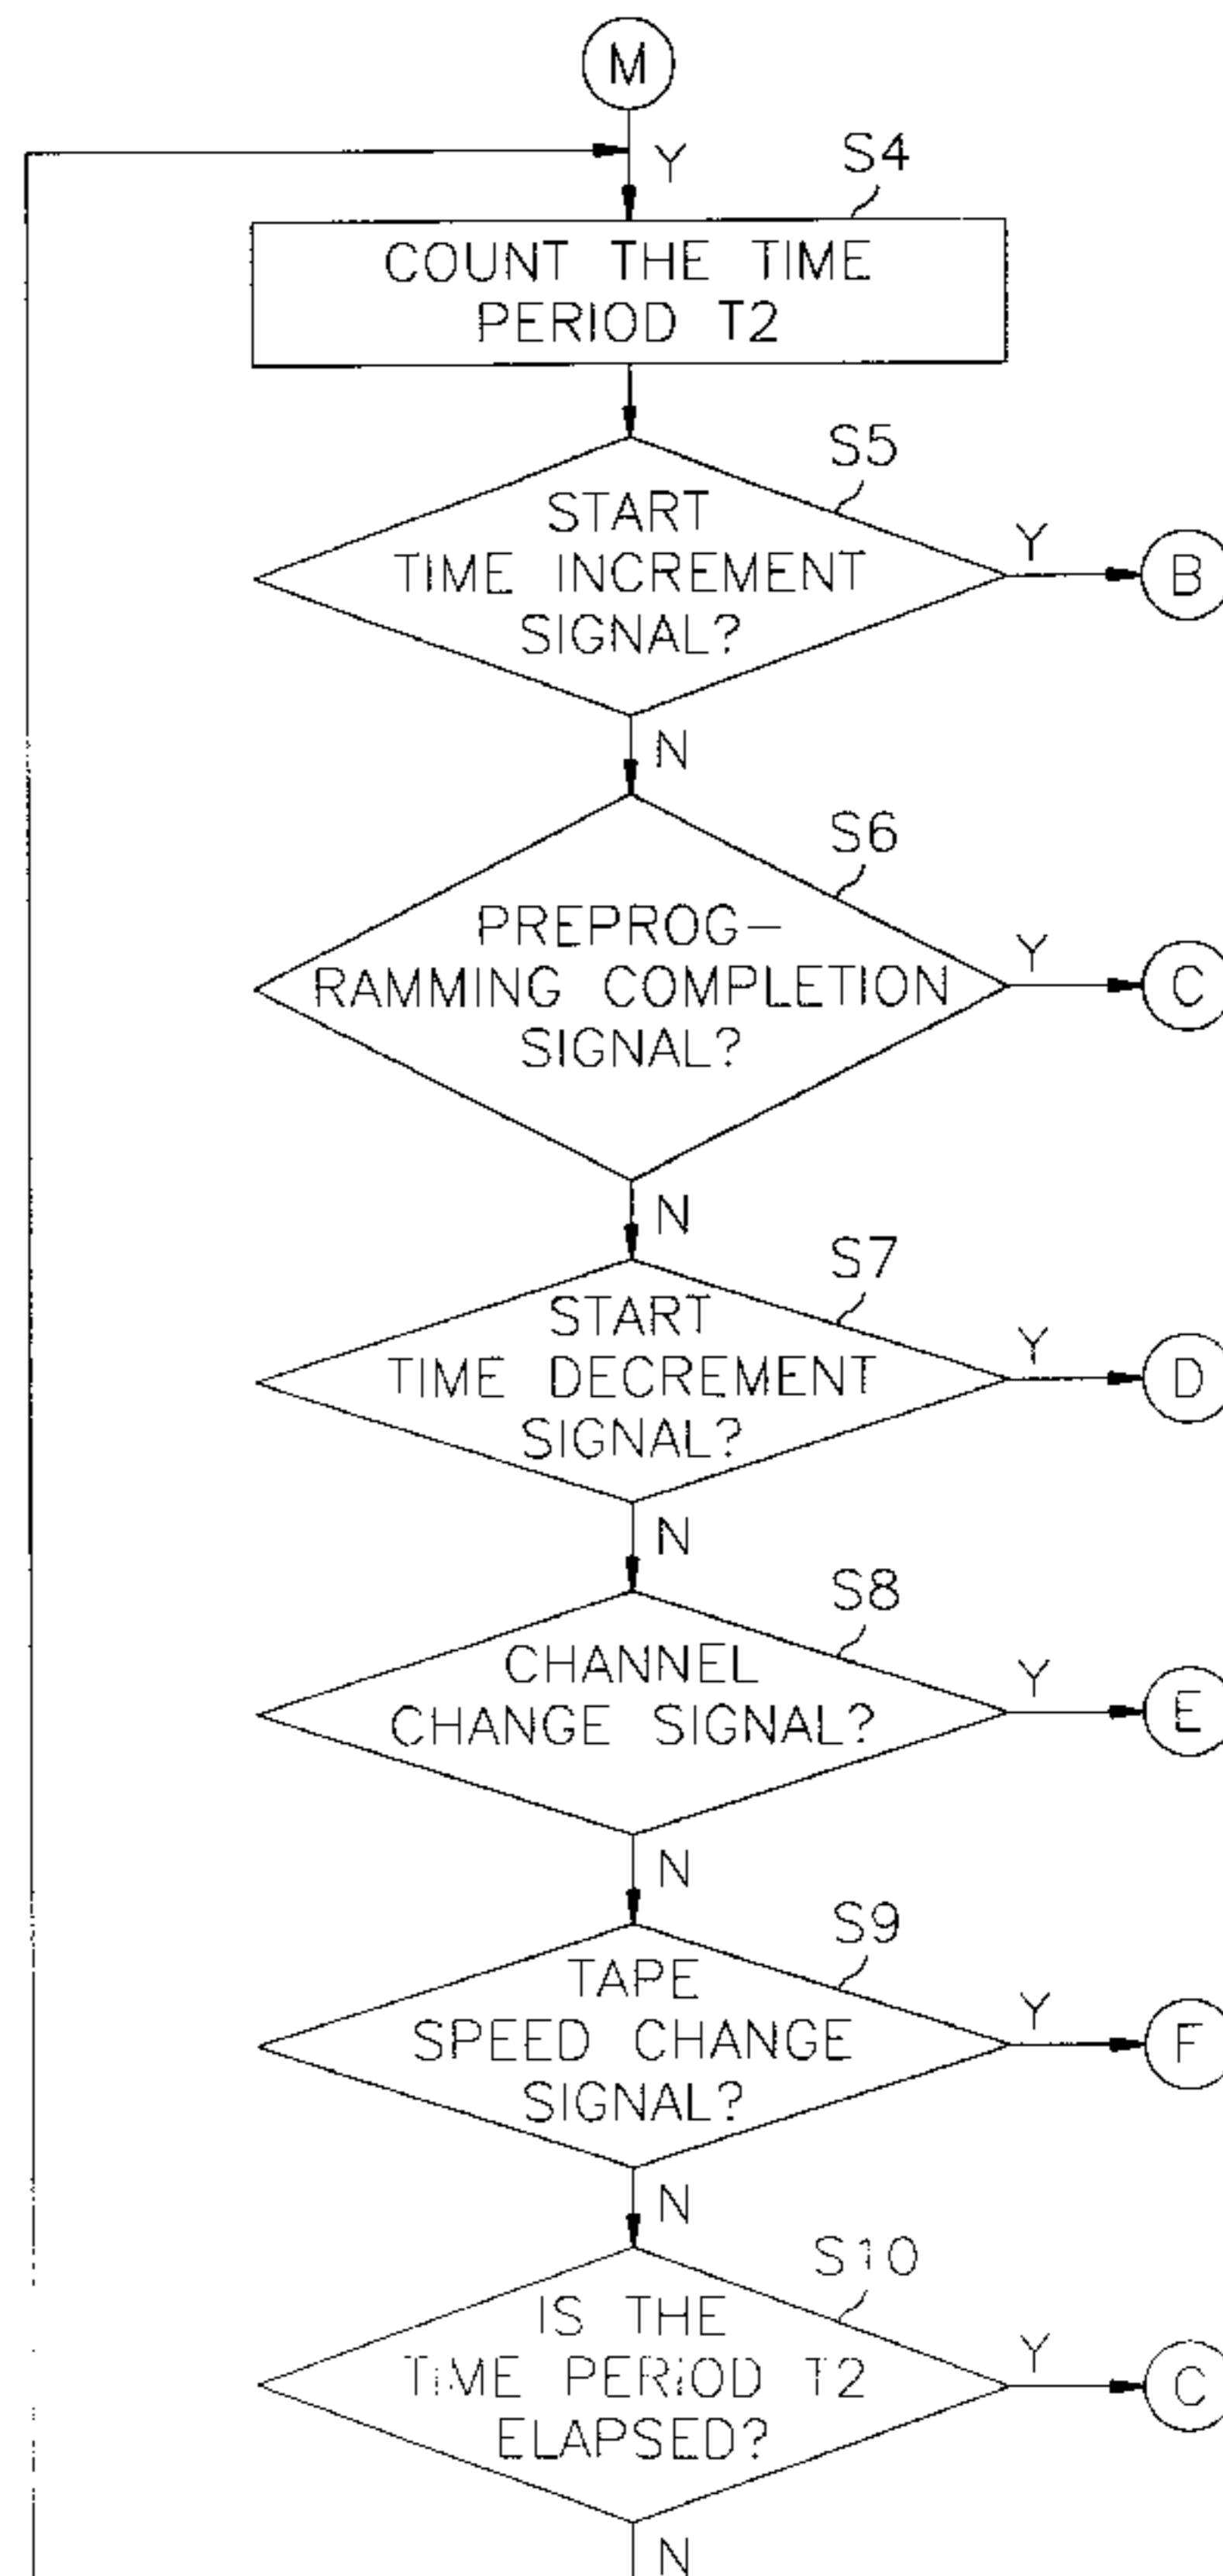 M
Y
S4
COUNT THE TIME
PERIOD T2
S5
START
TIME INCREMENT
SIGNAL?
Y
B
N
S6
PREPROG-
RAMMING COMPLETION
SIGNAL?
Y
C
N
S7
START
TIME DECREMENT
SIGNAL?
Y
D
N
S8
CHANNEL
CHANGE SIGNAL?
Y
E
N
S9
TAPE
SPEED CHANGE
SIGNAL?
Y
F
N
S10
IS THE
TIME PERIOD T2
ELAPSED?
Y
C
N